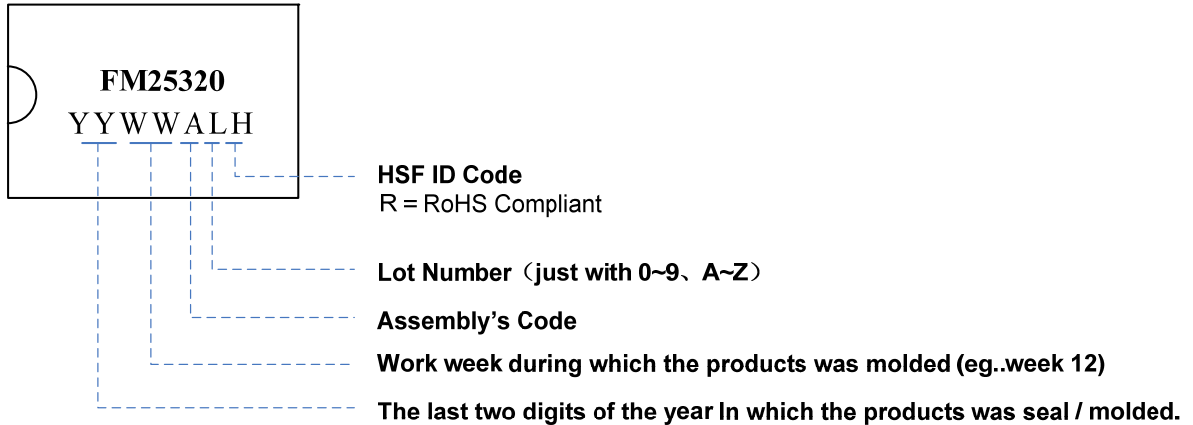 FM25320
YYWWALH
HSF ID Code
R = RoHS Compliant
Lot Number（just with 0~9、A~Z）
Assembly’s Code
Work week during which the products was molded (eg..week 12)
The last two digits of the year In which the products was seal / molded.